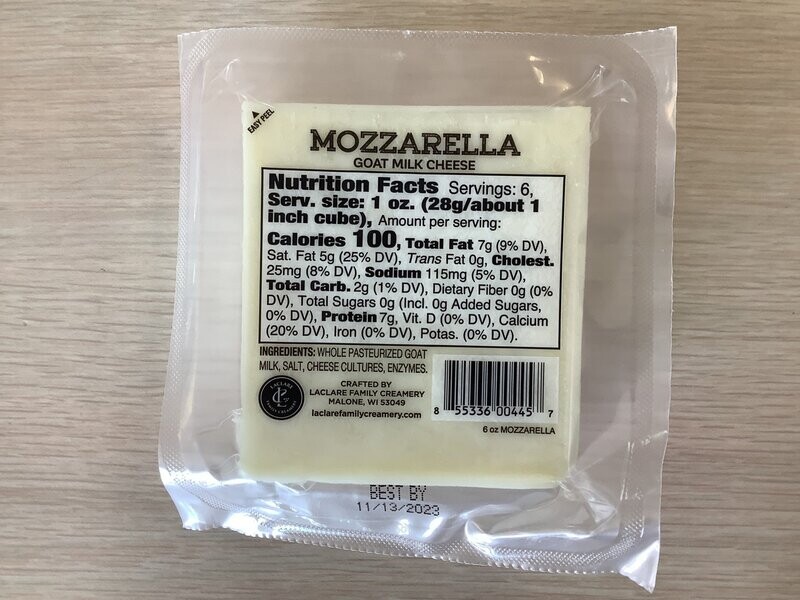 EASY PEEL
MOZZARELLA
GOAT MILK CHEESE
Nutrition Facts Servings: 6,
Serv. size: 1 oz. (28g/about 1
inch cube), Amount per serving:
Calories 100, Total Fat 7g (9% DV),
Sat. Fat 5g (25% DV), Trans Fat 0g, Cholest.
25mg (8% DV), Sodium 115mg (5% DV),
Total Carb. 2g (1% DV), Dietary Fiber 0g (0%
DV), Total Sugars 0g (Incl. 0g Added Sugars,
0% DV), Protein 7g, Vit. D (0% DV), Calcium
(20% DV), Iron (0% DV), Potas. (0% DV).
INGREDIENTS: WHOLE PASTEURIZED GOAT
MILK, SALT, CHEESE CULTURES, ENZYMES.
LACLARE
FAMILY CREAMERY
CRAFTED BY
LACLARE FAMILY CREAMERY
MALONE, WI 53049
laclarefamilycreamery.com
8 55336 00445 7
6 oz MOZZARELLA
BEST BY
11/13/2023